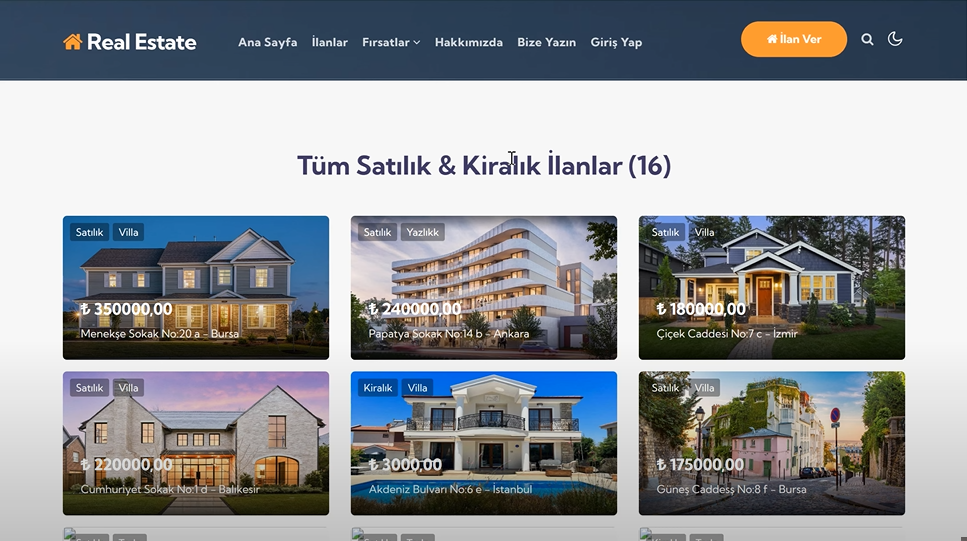 Real Estate
Ana Sayfa İlanlar Fırsatlar Hakkımızda Bize Yazın Giriş Yap
İlan Ver
Tüm Satılık & Kiralık İlanlar (16)
Satılık Villa
₺ 350000,00
Menekşe Sokak No:20 a - Bursa
Satılık Yazlıkk
₺ 240000,00
Papatya Sokak No:14 b - Ankara
Satılık Villa
₺ 180000,00
Çiçek Caddesi No:7 c - İzmir
Satılık Villa
₺ 220000,00
Cumhuriyet Sokak No:1 d - Balıkesir
Kiralık Villa
₺ 3000,00
Akdeniz Bulvarı No:6 e - İstanbul
Satılık Villa
₺ 175000,00
Güneş Caddess No:8 f - Bursa